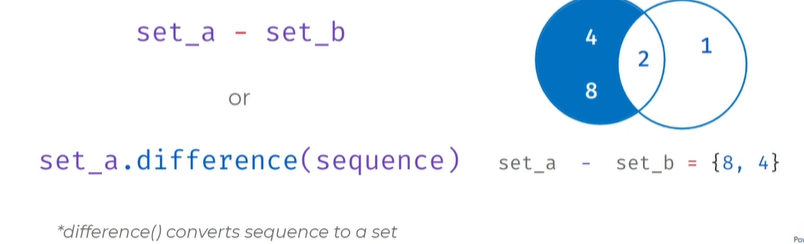 set_a - set_b
or
set_a.difference(sequence)
*difference() converts sequence to a set
4
2
1
8
set_a - set_b = {8, 4}